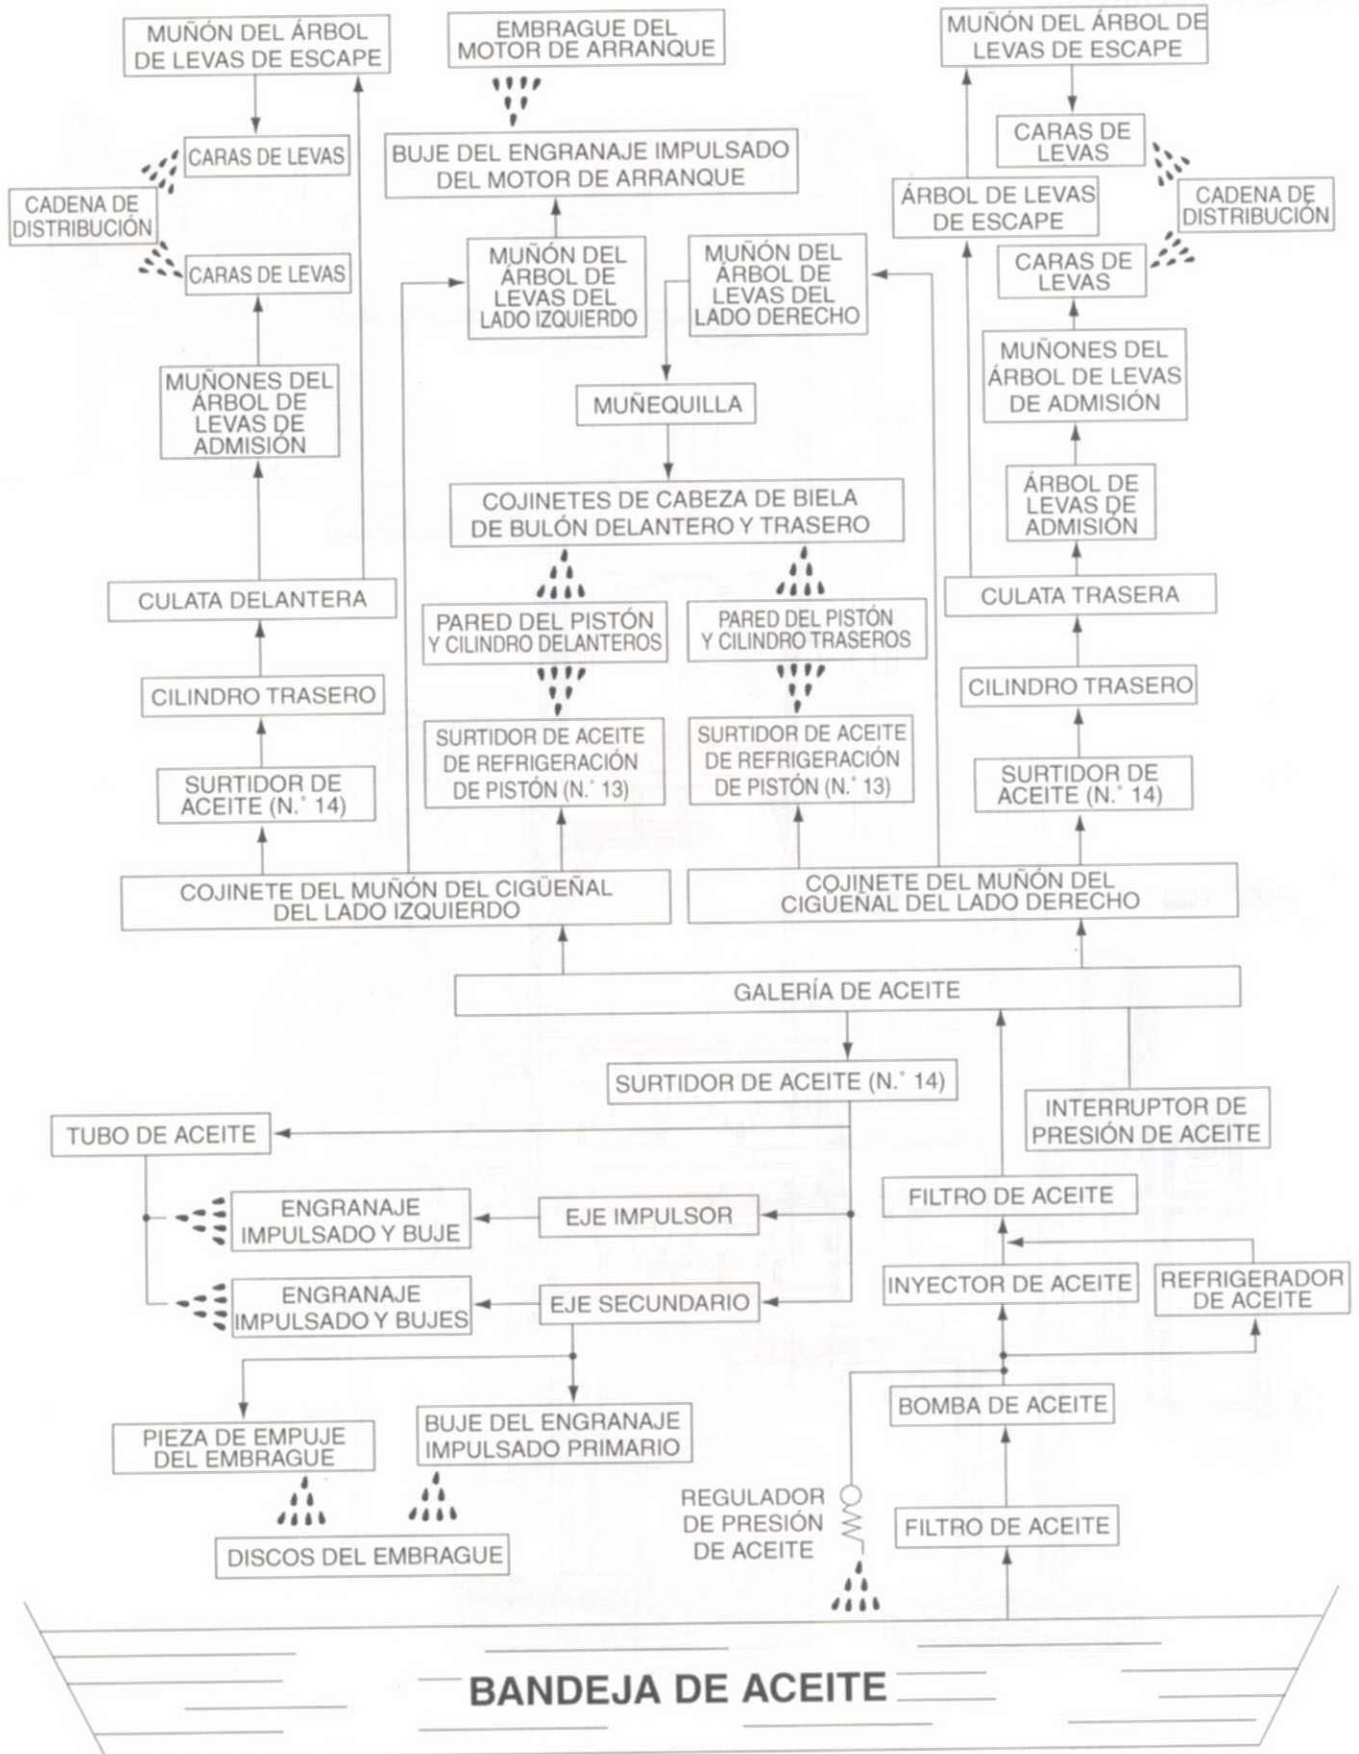 MUÑÓN DEL ÁRBOL
DE LEVAS DE ESCAPE
EMBRAGUE DEL
MOTOR DE ARRANQUE
MUÑÓN DEL ÁRBOL DE
LEVAS DE ESCAPE
CARAS DE LEVAS
BUJE DEL ENGRANAJE IMPULSADO
DEL MOTOR DE ARRANQUE
CARAS DE
LEVAS
CADENA DE
DISTRIBUCIÓN
ÁRBOL DE LEVAS
DE ESCAPE
CADENA DE
DISTRIBUCIÓN
CARAS DE LEVAS
MUÑÓN DEL
ÁRBOL DE
LEVAS DEL
LADO IZQUIERDO
MUÑÓN DEL
ÁRBOL DE
LEVAS DEL
LADO DERECHO
CARAS DE
LEVAS
MUÑONES DEL
ÁRBOL DE
LEVAS DE
ADMISIÓN
MUÑEQUILLA
MUÑONES DEL
ÁRBOL DE LEVAS
DE ADMISIÓN
COJINETES DE CABEZA DE BIELA
DE BULÓN DELANTERO Y TRASERO
ÁRBOL DE
LEVAS DE
ADMISIÓN
CULATA DELANTERA
PARED DEL PISTÓN
Y CILINDRO DELANTEROS
PARED DEL PISTÓN
Y CILINDRO TRASEROS
CULATA TRASERA
CILINDRO TRASERO
CILINDRO TRASERO
SURTIDOR DE
ACEITE (N.° 14)
SURTIDOR DE ACEITE
DE REFRIGERACIÓN
DE PISTÓN (N.° 13)
SURTIDOR DE ACEITE
DE REFRIGERACIÓN
DE PISTÓN (N.° 13)
SURTIDOR DE
ACEITE (N.° 14)
COJINETE DEL MUÑÓN DEL CIGÜEÑAL
DEL LADO IZQUIERDO
COJINETE DEL MUÑÓN DEL
CIGÜEÑAL DEL LADO DERECHO
GALERÍA DE ACEITE
SURTIDOR DE ACEITE (N.° 14)
INTERRUPTOR DE
PRESIÓN DE ACEITE
TUBO DE ACEITE
ENGRANAJE
IMPULSADO Y BUJE
EJE IMPULSOR
FILTRO DE ACEITE
ENGRANAJE
IMPULSADO Y BUJES
EJE SECUNDARIO
INYECTOR DE ACEITE
REFRIGERADOR
DE ACEITE
PIEZA DE EMPUJE
DEL EMBRAGUE
BUJE DEL ENGRANAJE
IMPULSADO PRIMARIO
BOMBA DE ACEITE
REGULADOR
DE PRESIÓN
DE ACEITE
FILTRO DE ACEITE
DISCOS DEL EMBRAGUE
BANDEJA DE ACEITE